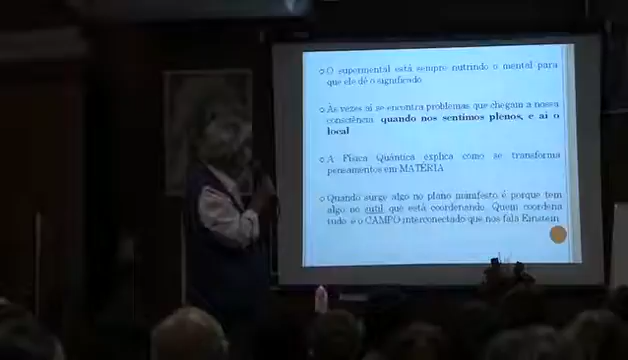 O supermental está sempre nutrindo o mental para
que ele dê o significado
Às vezes aí se encontra problemas que chegam a nossa
consciência quando nos sentimos plenos, e aí o
local
A Física Quântica explica como se transforma
pensamentos em MATÉRIA
Quando surge algo no plano manifesto é porque tem
algo no sutil que está coordenando. Quem coordena
tudo é o CAMPO interconectado que nos fala Einstein